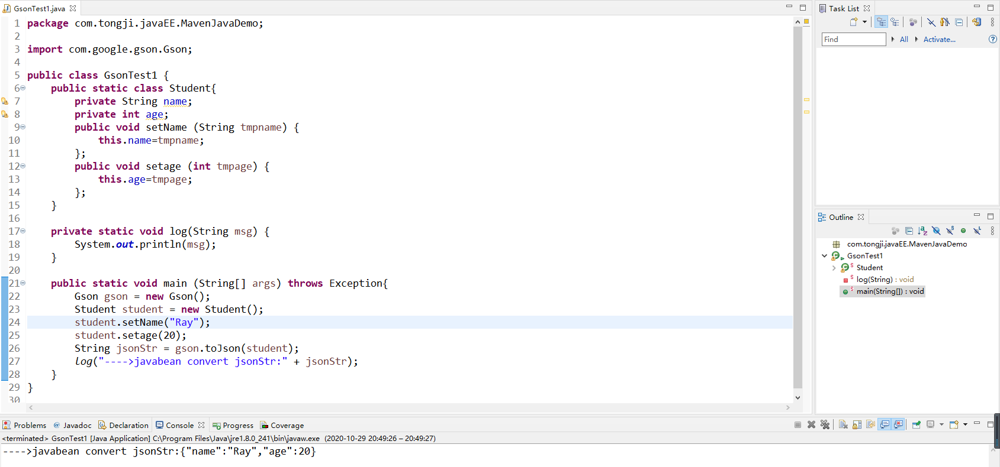 GsonTest1.java
1 package com.tongji.javaEE.MavenJavaDemo;
2
3 import com.google.gson.Gson;
4
5 public class GsonTest1 {
6     public static class Student{
7         private String name;
8         private int age;
9         public void setName (String tmpname) {
10             this.name=tmpname;
11         };
12         public void setage (int tmpage) {
13             this.age=tmpage;
14         };
15     }
16
17     private static void log(String msg) {
18         System.out.println(msg);
19     }
20
21     public static void main (String[] args) throws Exception{
22         Gson gson = new Gson();
23         Student student = new Student();
24         student.setName("Ray");
25         student.setage(20);
26         String jsonStr = gson.toJson(student);
27         log("---->javabean convert jsonStr:" + jsonStr);
28     }
29 }
30
Task List
Find All Activate...
Outline
com.tongji.javaEE.MavenJavaDemo
GsonTest1
Student
log(String) : void
main(String[]) : void
Problems @ Javadoc Declaration Console Progress Coverage
<terminated> GsonTest1 [Java Application] C:\Program Files\Java\jre1.8.0_241\bin\javaw.exe (2020-10-29 20:49:26 – 20:49:27)
---->javabean convert jsonStr:{"name":"Ray","age":20}